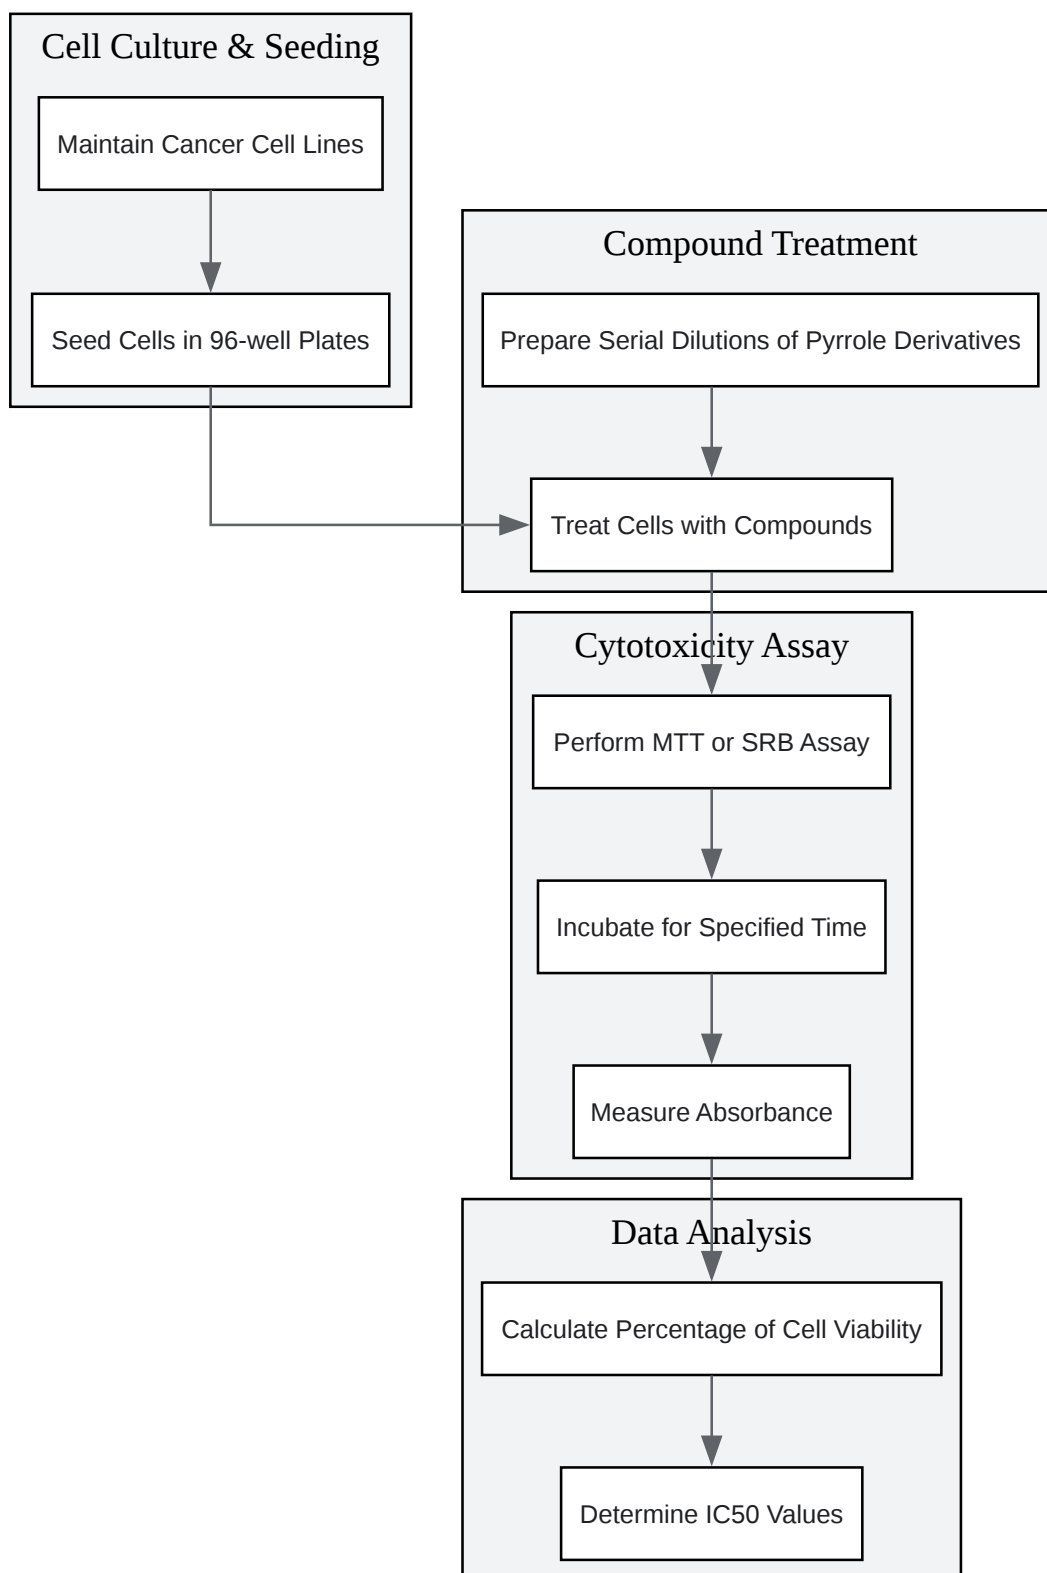 Cell Culture & Seeding
Maintain Cancer Cell Lines
Seed Cells in 96-well Plates
Compound Treatment
Prepare Serial Dilutions of Pyrrole Derivatives
Treat Cells with Compounds
Cytotoxicity Assay
Perform MTT or SRB Assay
Incubate for Specified Time
Measure Absorbance
Data Analysis
Calculate Percentage of Cell Viability
Determine IC50 Values